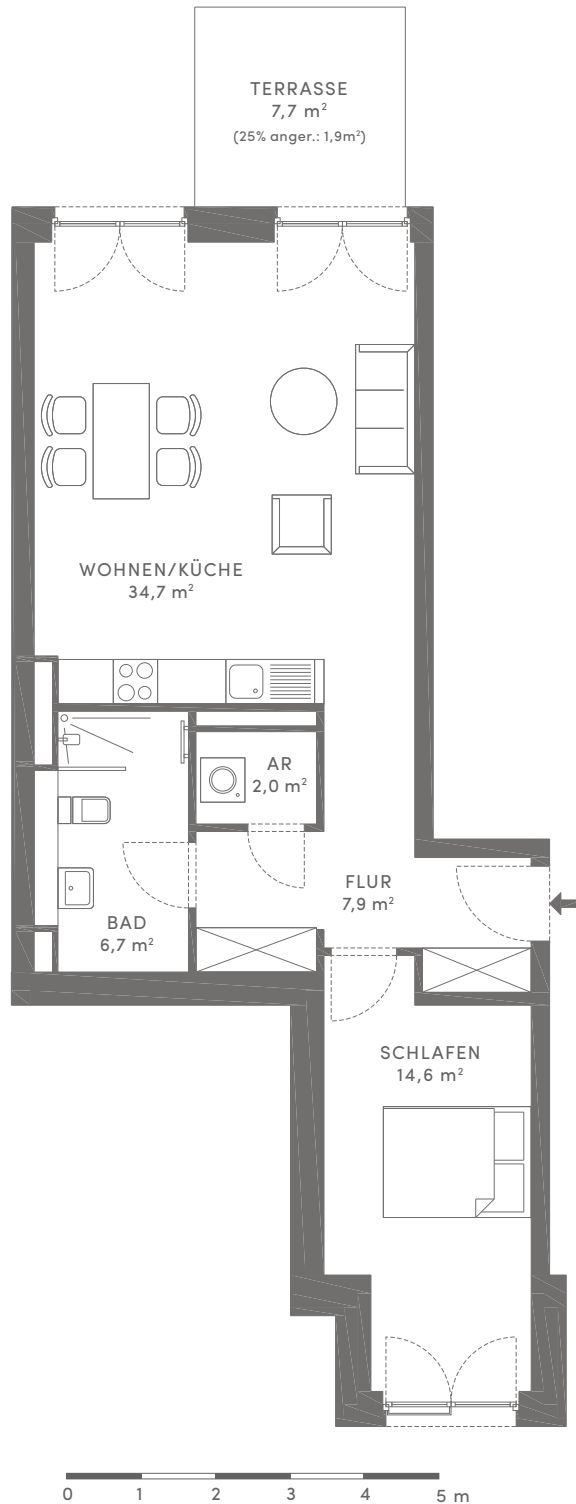 TERRASSE
7,7 m²
(25% anger.: 1,9m²)
WOHNEN/KÜCHE
34,7 m²
AR
2,0 m²
FLUR
7,9 m²
BAD
6,7 m²
SCHLAFEN
14,6 m²
0 1 2 3 4 5 m